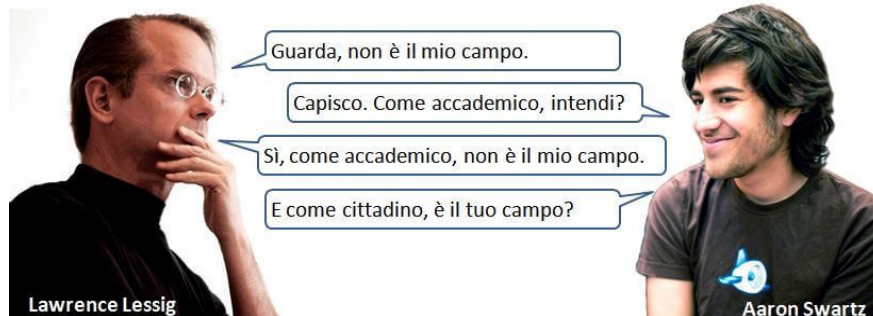 Guarda, non è il mio campo.
Capisco. Come accademico, intendi?
Sì, come accademico, non è il mio campo.
E come cittadino, è il tuo campo?
Lawrence Lessig
Aaron Swartz